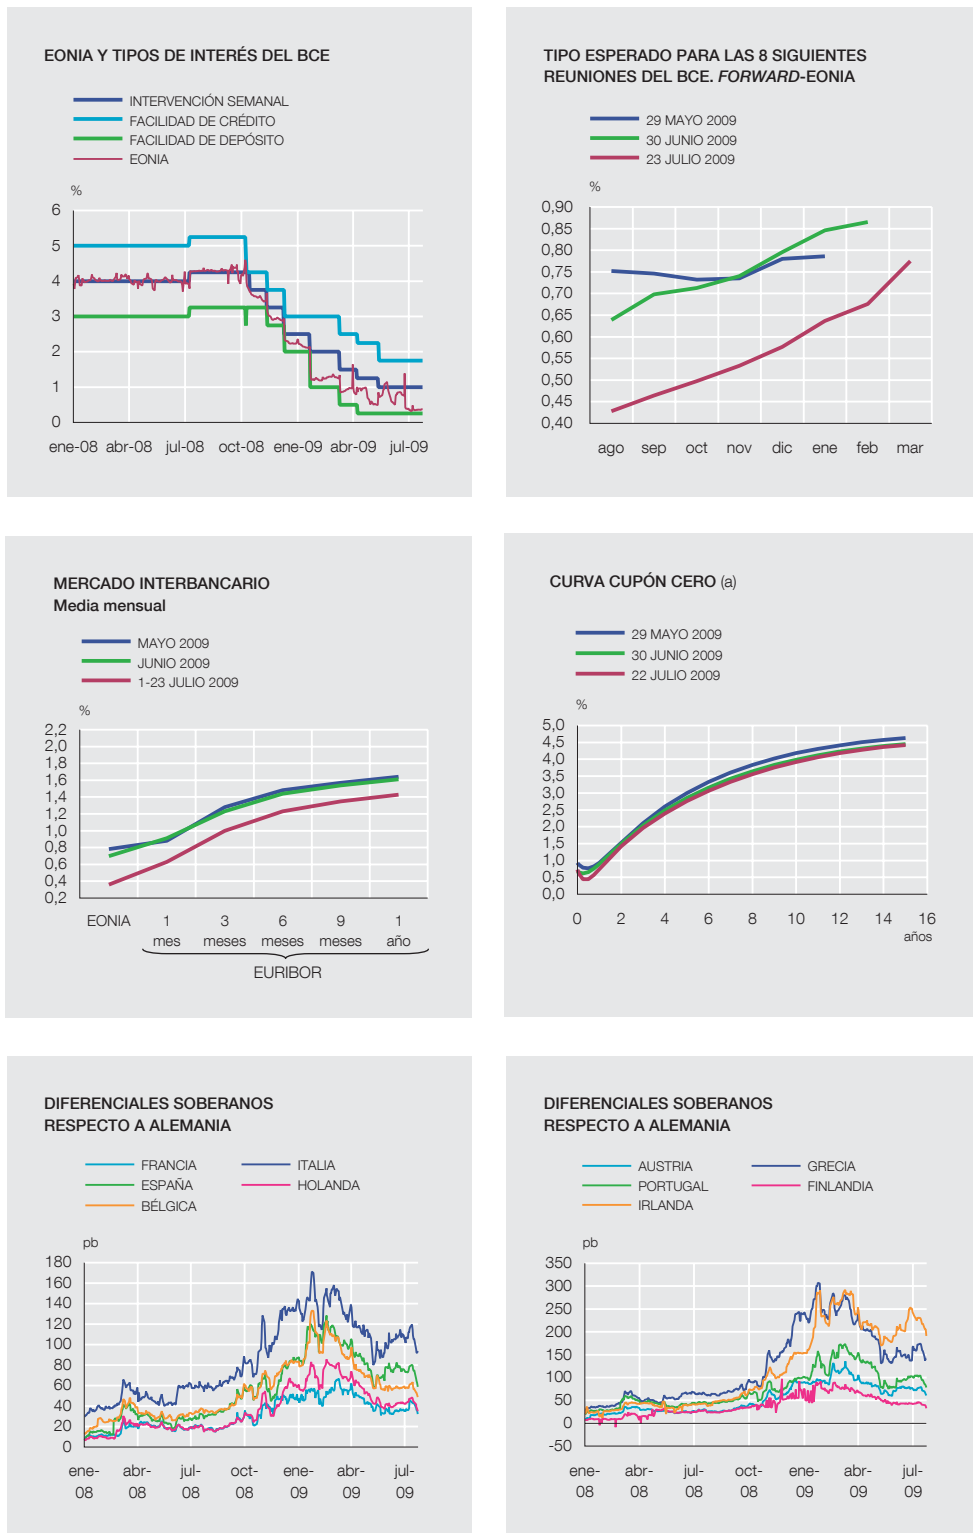 EONIA Y TIPOS DE INTERÉS DEL BCE
INTERVENCIÓN SEMANAL
FACILIDAD DE CRÉDITO
FACILIDAD DE DEPÓSITO
EONIA
%
6
5
4
3
2
1
0
ene-08 abr-08 jul-08 oct-08 ene-09 abr-09 jul-09
TIPO ESPERADO PARA LAS 8 SIGUIENTES
REUNIONES DEL BCE. FORWARD-EONIA
29 MAYO 2009
30 JUNIO 2009
23 JULIO 2009
%
0,90
0,85
0,80
0,75
0,70
0,65
0,60
0,55
0,50
0,45
0,40
ago sep oct nov dic ene feb mar
MERCADO INTERBANCARIO
Media mensual
MAYO 2009
JUNIO 2009
1-23 JULIO 2009
%
2,2
2,0
1,8
1,6
1,4
1,2
1,0
0,8
0,6
0,4
0,2
EONIA 1 3 6 9 1
mes meses meses meses año
EURIBOR
CURVA CUPÓN CERO (a)
29 MAYO 2009
30 JUNIO 2009
22 JULIO 2009
%
5,0
4,5
4,0
3,5
3,0
2,5
2,0
1,5
1,0
0,5
0,0
0 2 4 6 8 10 12 14 16
años
DIFERENCIALES SOBERANOS
RESPECTO A ALEMANIA
FRANCIA ITALIA
ESPAÑA HOLANDA
BÉLGICA
pb
180
160
140
120
100
80
60
40
20
0
ene- abr- jul- oct- ene- abr- jul-
08 08 08 08 09 09 09
DIFERENCIALES SOBERANOS
RESPECTO A ALEMANIA
AUSTRIA GRECIA
PORTUGAL FINLANDIA
IRLANDA
pb
350
300
250
200
150
100
50
0
-50
ene- abr- jul- oct- ene- abr- jul-
08 08 08 08 09 09 09